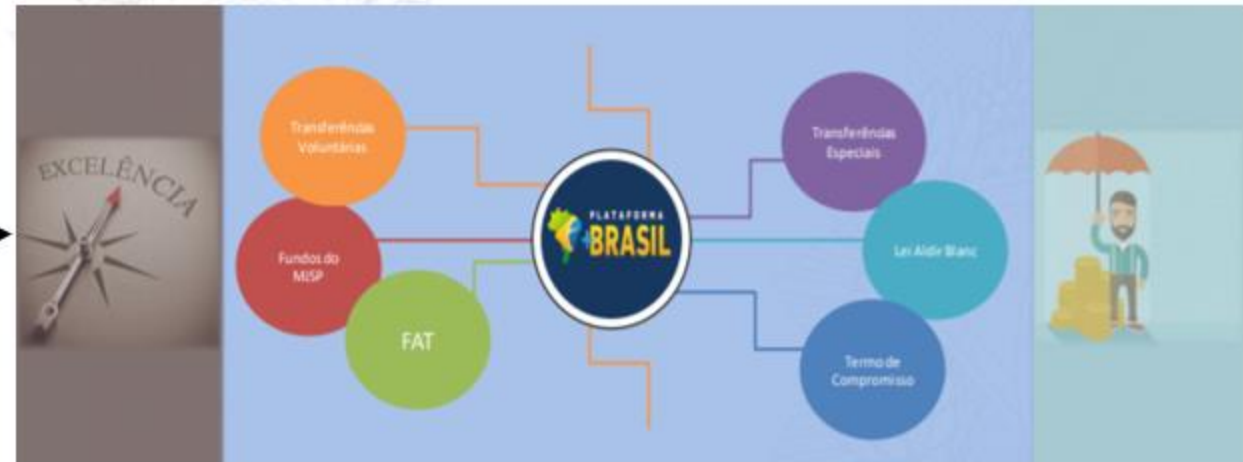 EXCELÊNCIA
Transferências
Voluntárias
Fundos do
MJSP
FAT
PLATAFORMA
+BRASIL
Transferências
Especiais
Lei Aldir Blanc
Termo de
Compromisso